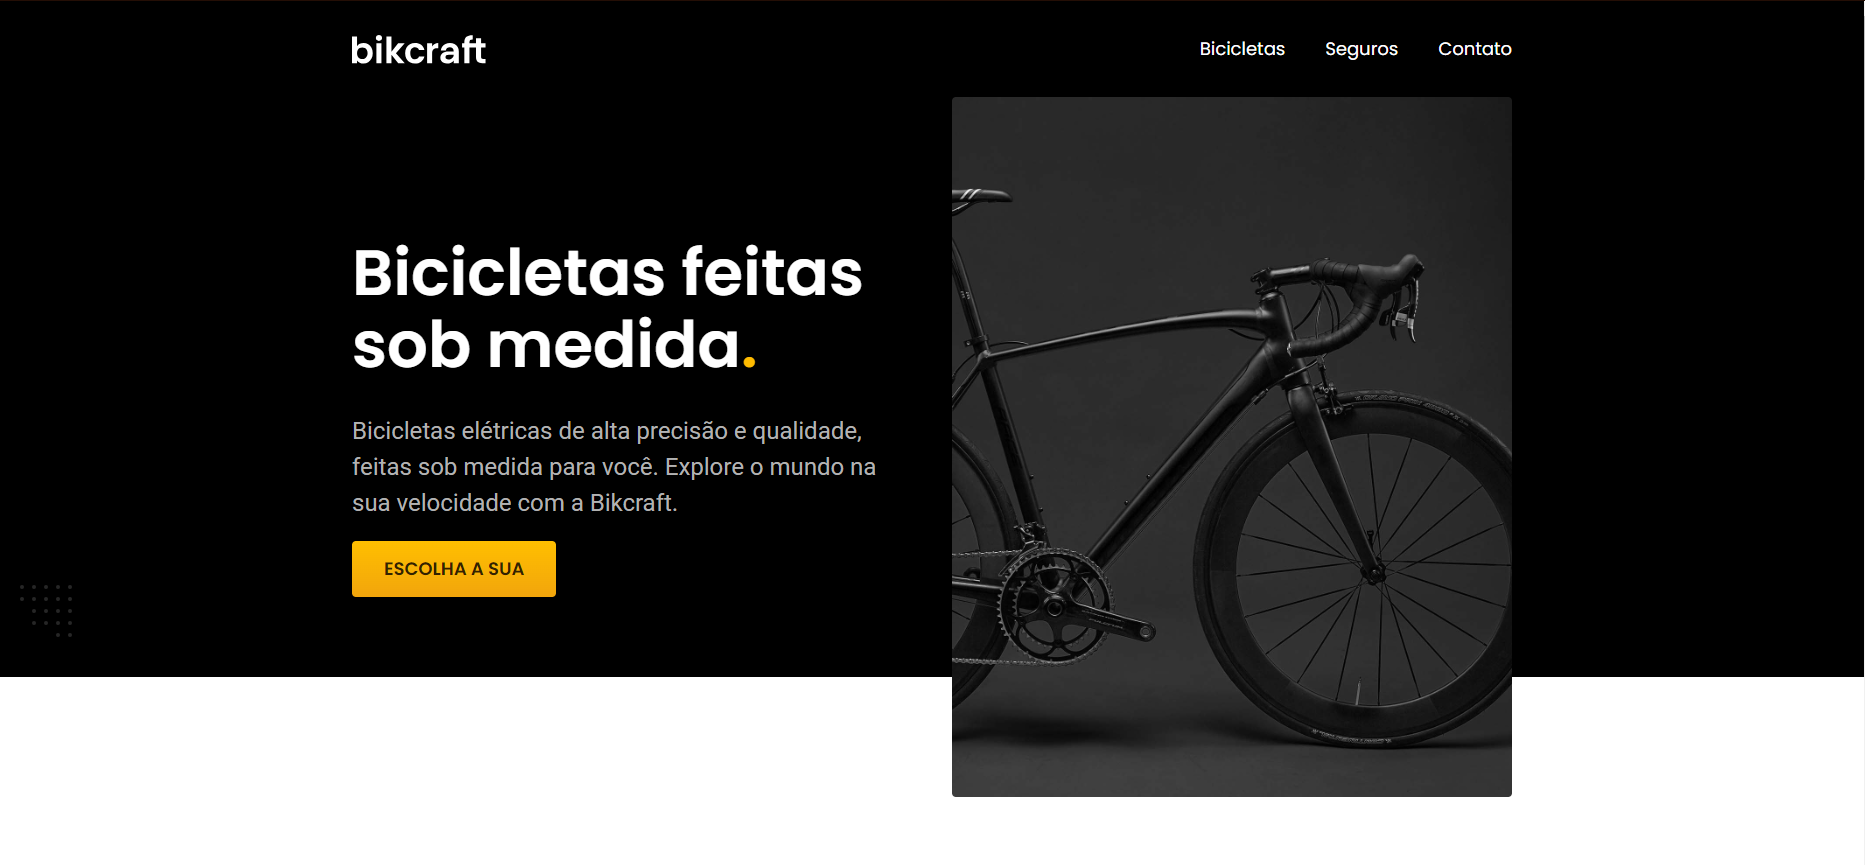 bikcraft
Bicicletas Seguros Contato
Bicicletas feitas
sob medida.
Bicicletas elétricas de alta precisão e qualidade,
feitas sob medida para você. Explore o mundo na
sua velocidade com a Bikcraft.
ESCOLHA A SUA